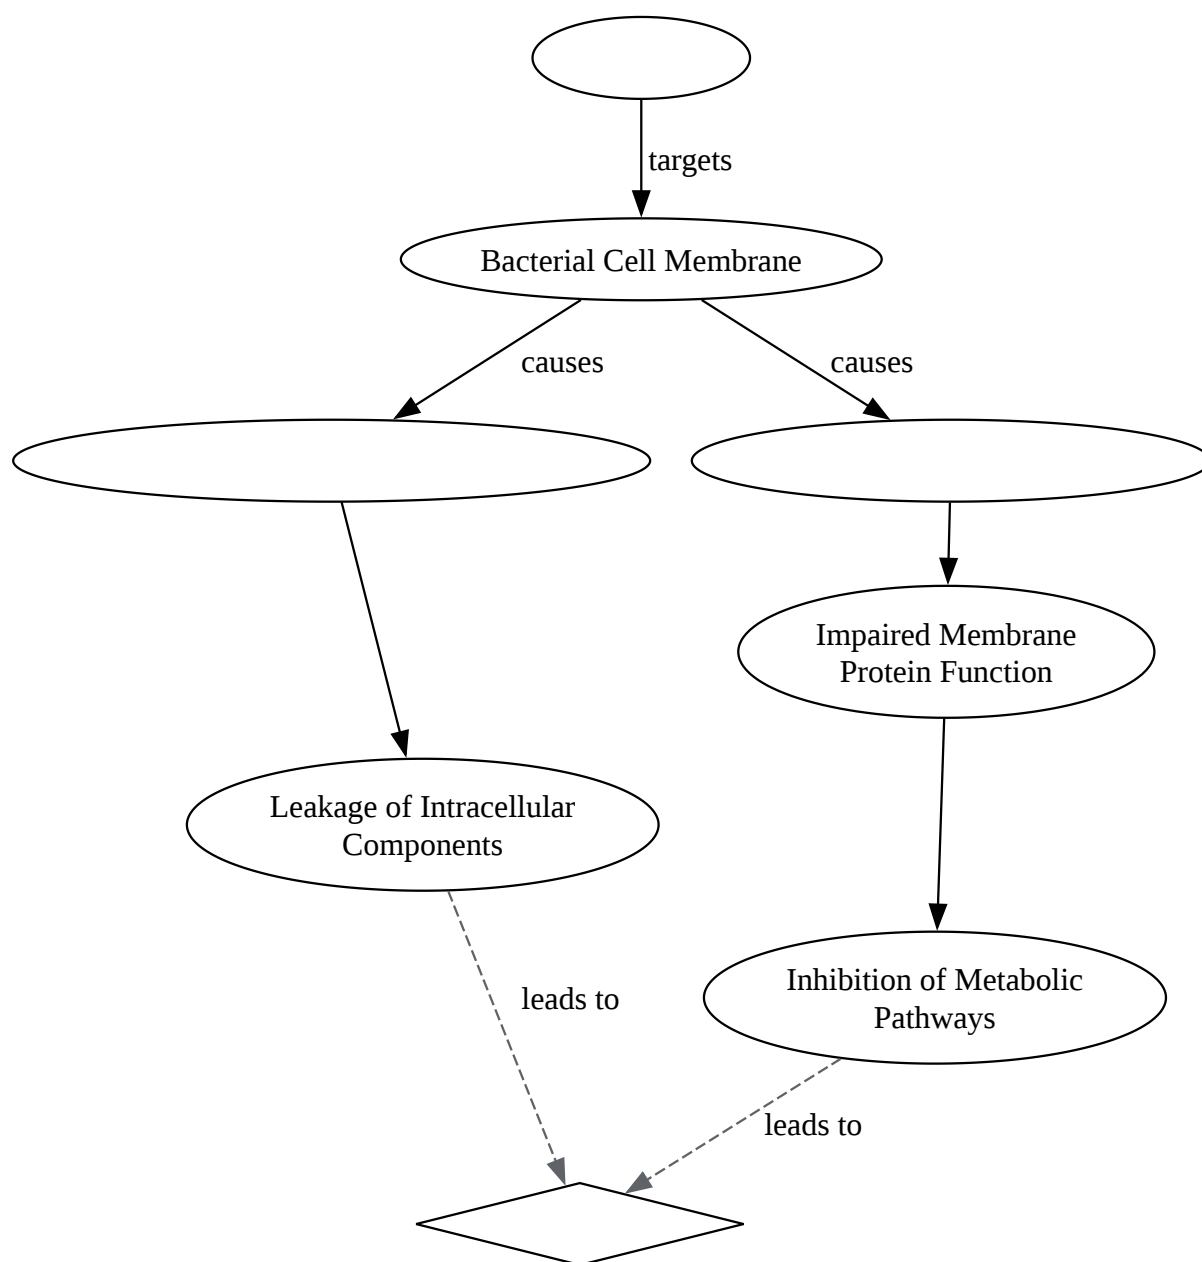 targets
Bacterial Cell Membrane
causes
causes
Impaired Membrane
Protein Function
Leakage of Intracellular
Components
Inhibition of Metabolic
Pathways
leads to
leads to